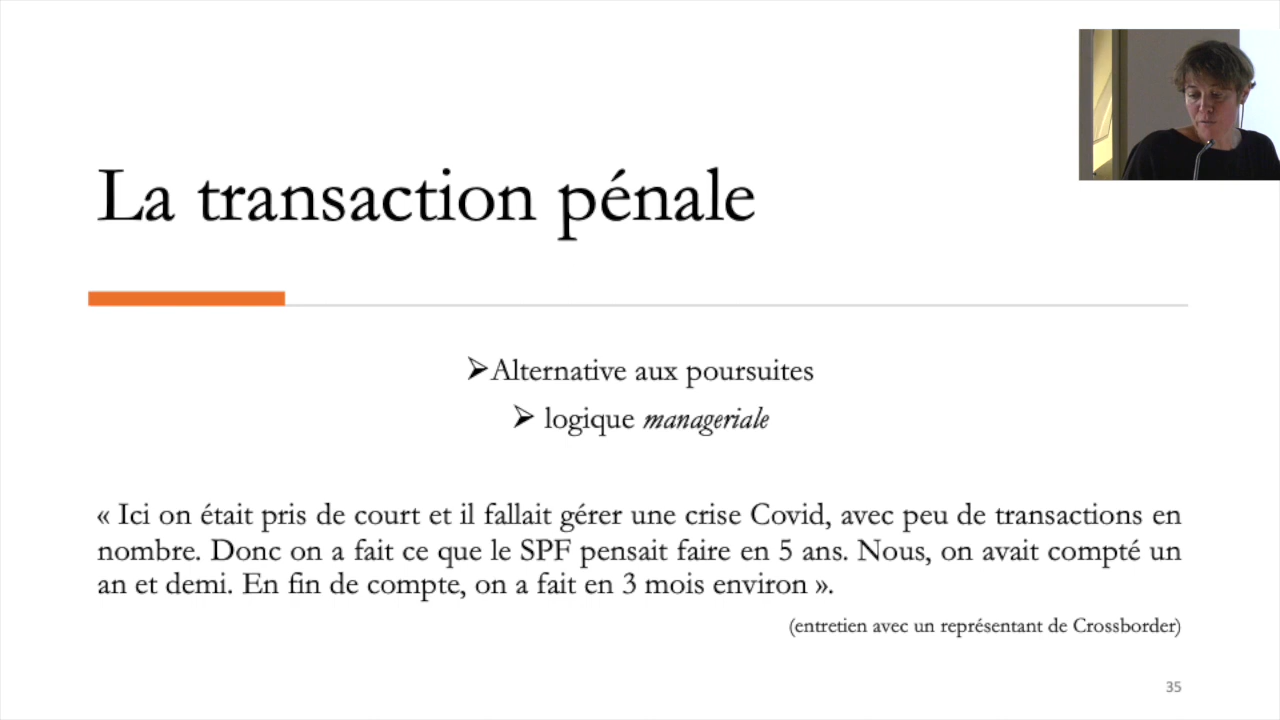 La transaction pénale
➢Alternative aux poursuites
➢ logique manageriale
« Ici on était pris de court et il fallait gérer une crise Covid, avec peu de transactions en
nombre. Donc on a fait ce que le SPF pensait faire en 5 ans. Nous, on avait compté un
an et demi. En fin de compte, on a fait en 3 mois environ ».
(entretien avec un représentant de Crossborder)
35